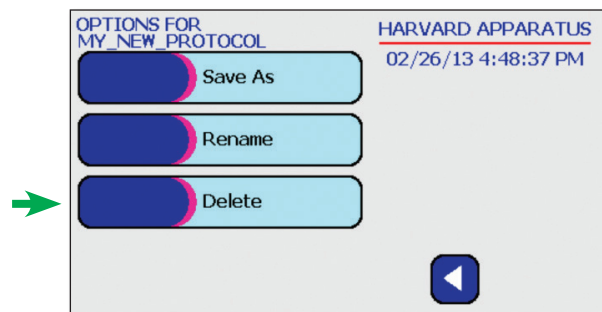 OPTIONS FOR
MY_NEW_PROTOCOL
HARVARD APPARATUS
02/26/13 4:48:37 PM
Save As
Rename
Delete